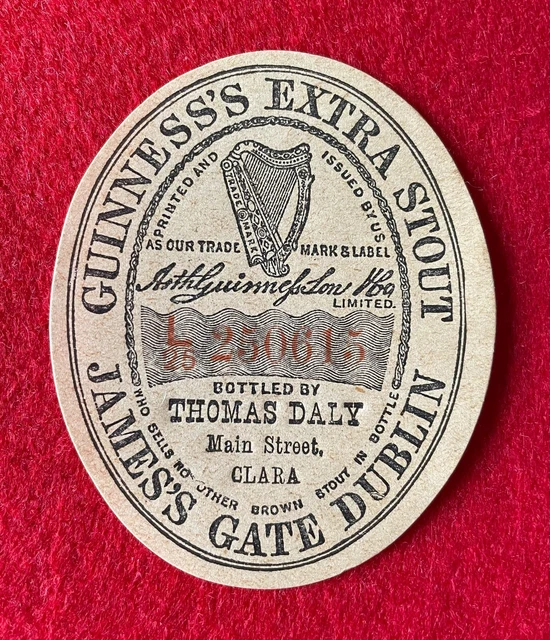 GUINNESS'S EXTRA STOUT
PRINTED AND ISSUED BY US
TRADE MARK
AS OUR TRADE MARK & LABEL
Arth Guinness Son & Co
LIMITED.
L
25 250615
BOTTLED BY
THOMAS DALY
Main Street,
CLARA
WHO SELLS NO OTHER BROWN STOUT IN BOTTLE
JAMES'S GATE DUBLIN